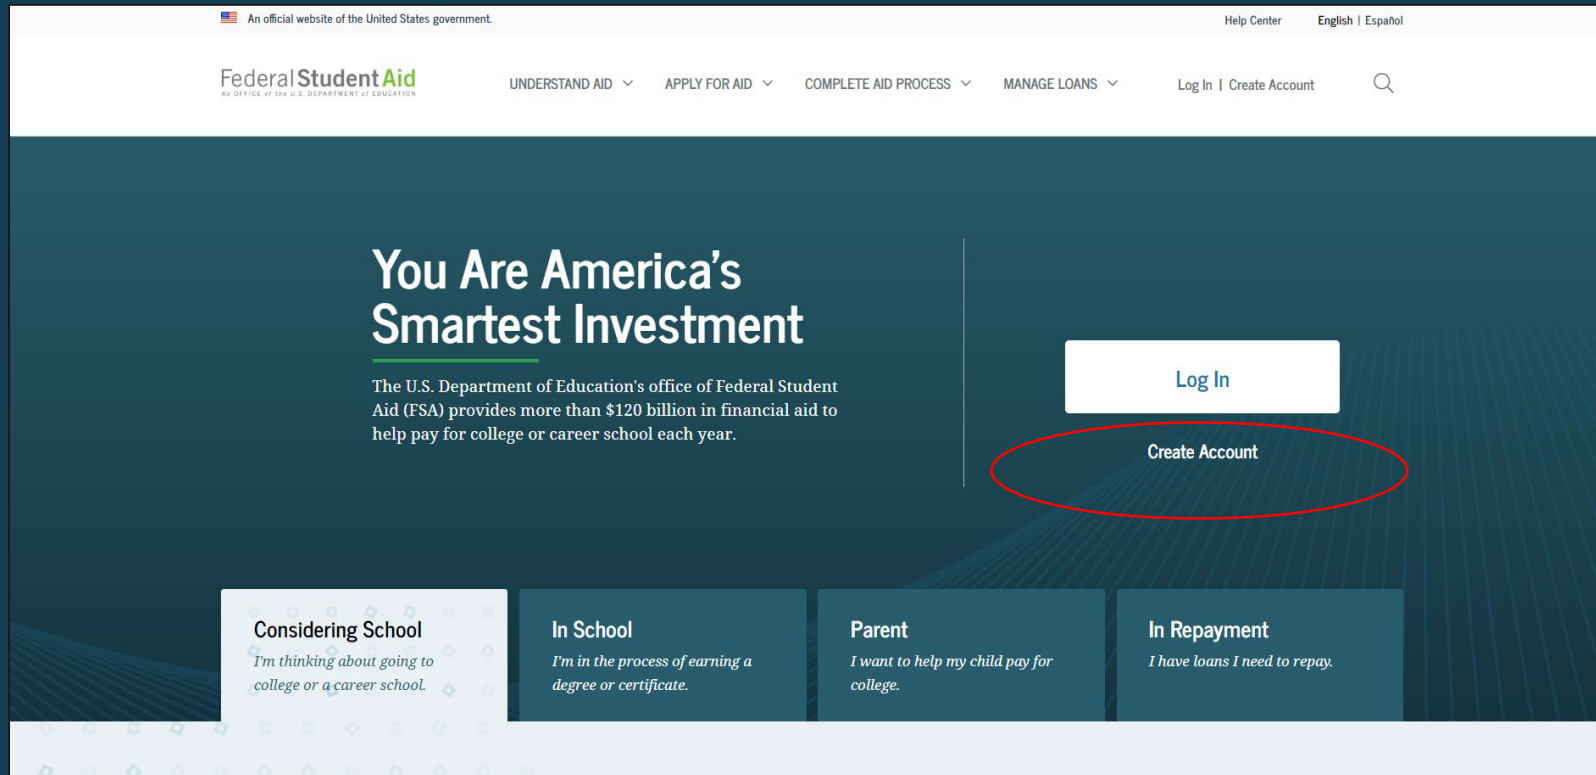 An official website of the United States government.
Help Center English | Español
Federal Student Aid
An OFFICE of the U.S. DEPARTMENT of EDUCATION
UNDERSTAND AID APPLY FOR AID COMPLETE AID PROCESS MANAGE LOANS Log In | Create Account
You Are America's
Smartest Investment
The U.S. Department of Education's office of Federal Student
Aid (FSA) provides more than $120 billion in financial aid to
help pay for college or career school each year.
Log In
Create Account
Considering School
I'm thinking about going to
college or a career school.
In School
I'm in the process of earning a
degree or certificate.
Parent
I want to help my child pay for
college.
In Repayment
I have loans I need to repay.